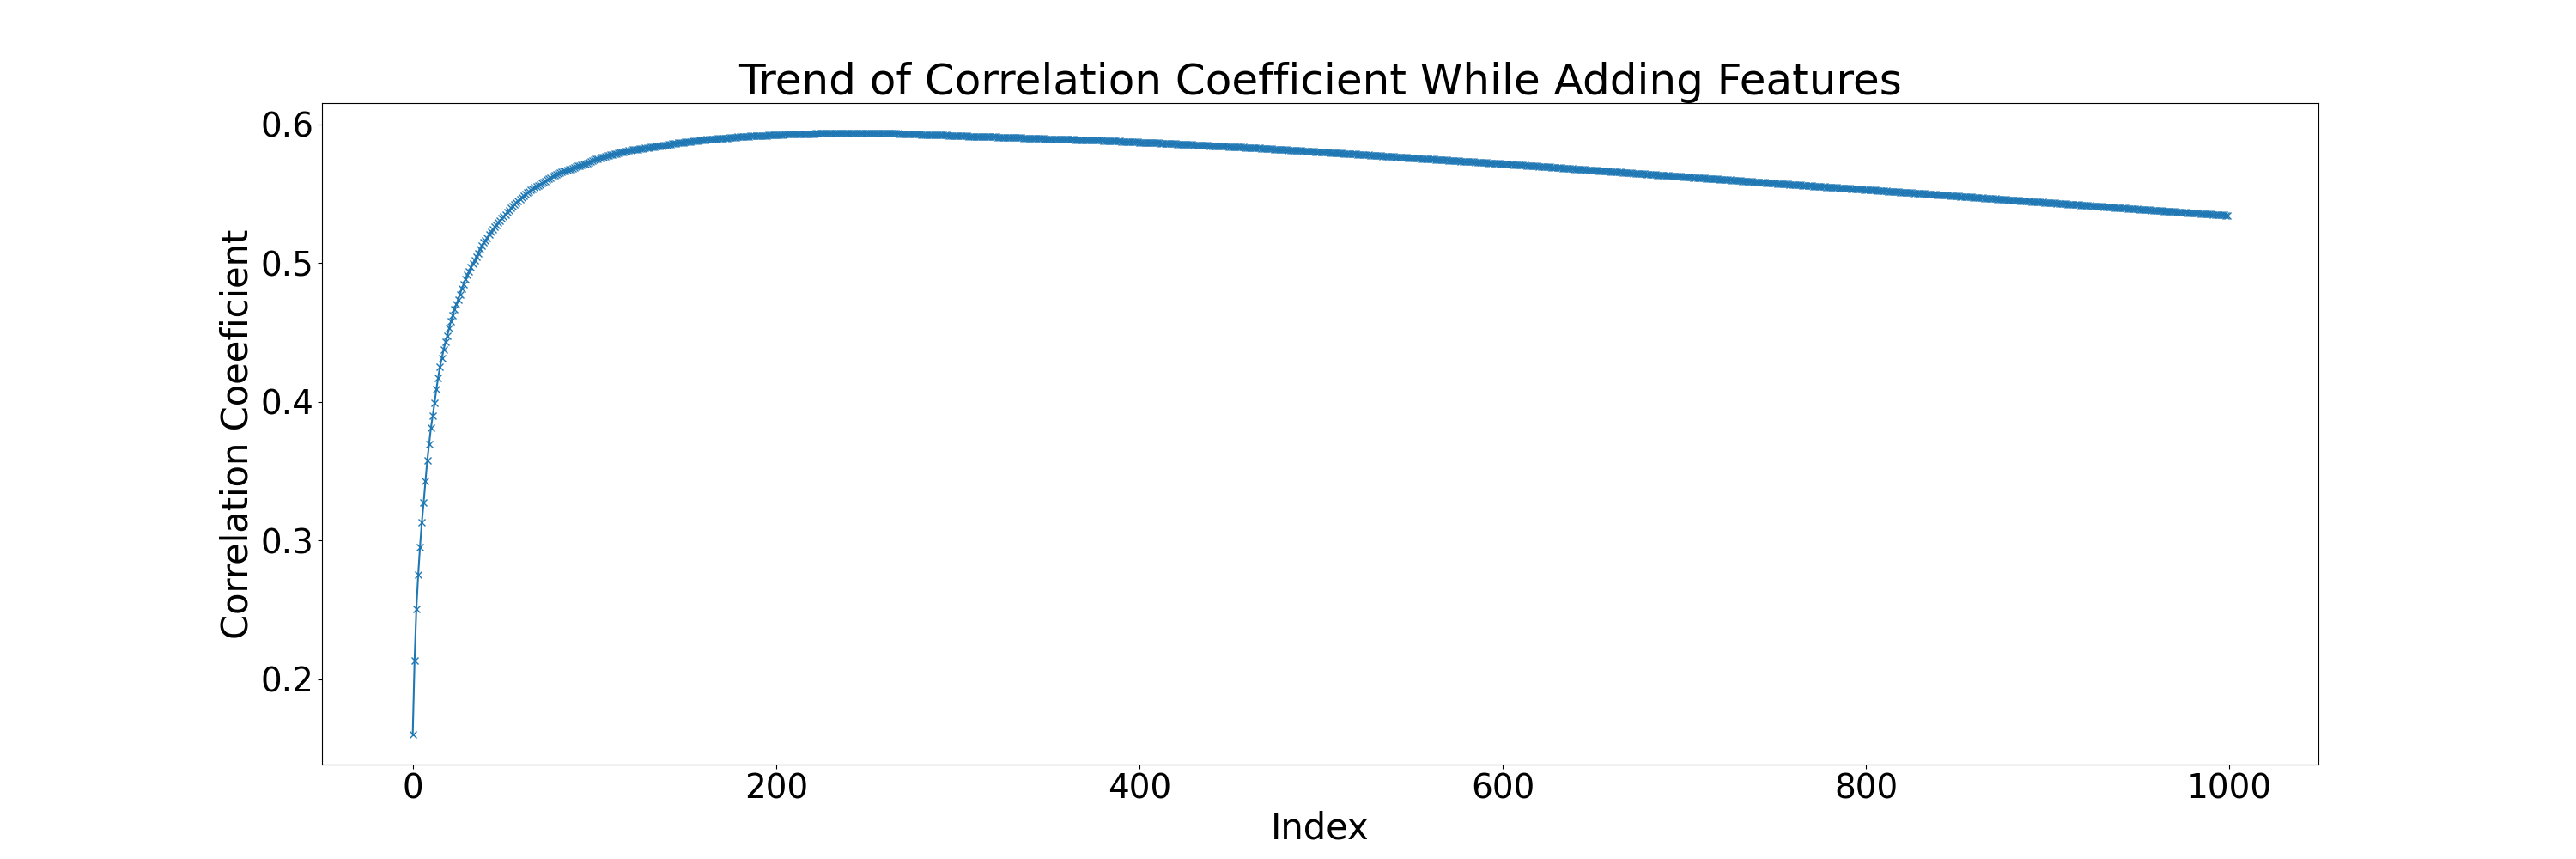 Trend of Correlation Coefficient While Adding Features
Correlation Coeeficient
0.6
0.5
0.4
0.3
0.2
0 200 400 600 800 1000
Index